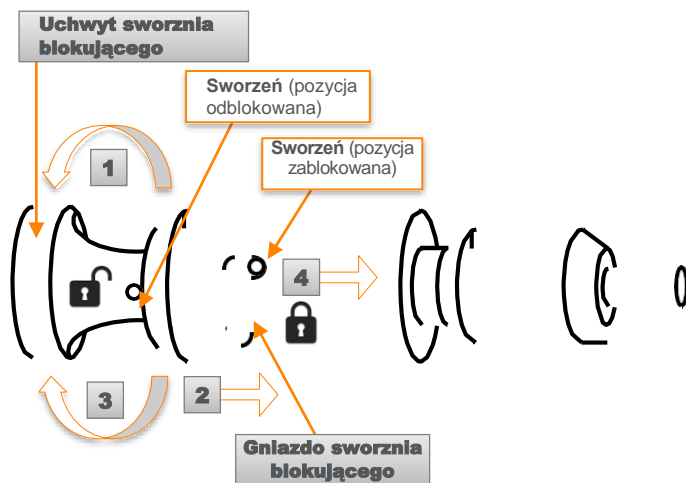 Uchwyt sworznia
blokującego
Sworzeń (pozycja
odblokowana)
Sworzeń (pozycja
zablokowana)
1
4
3
2
Gniazdo sworznia
blokującego